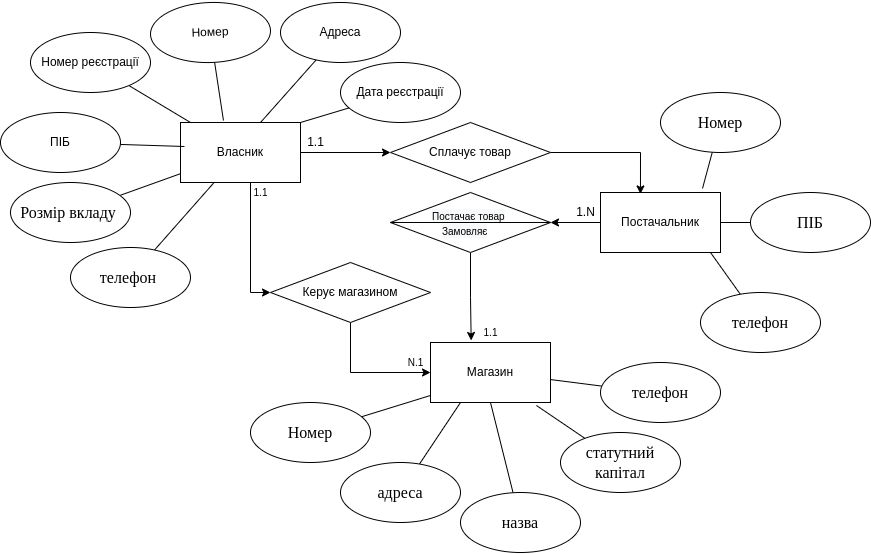 Номер
Адреса
Номер реєстрації
Дата реєстрації
Номер
ПІБ
Власник
1.1
Сплачує товар
Розмір вкладу
1.1
Постачає товар
Замовляє
1.N
Постачальник
ПІБ
телефон
Керує магазином
телефон
1.1
N.1
Магазин
телефон
Номер
статутний
капітал
адреса
назва